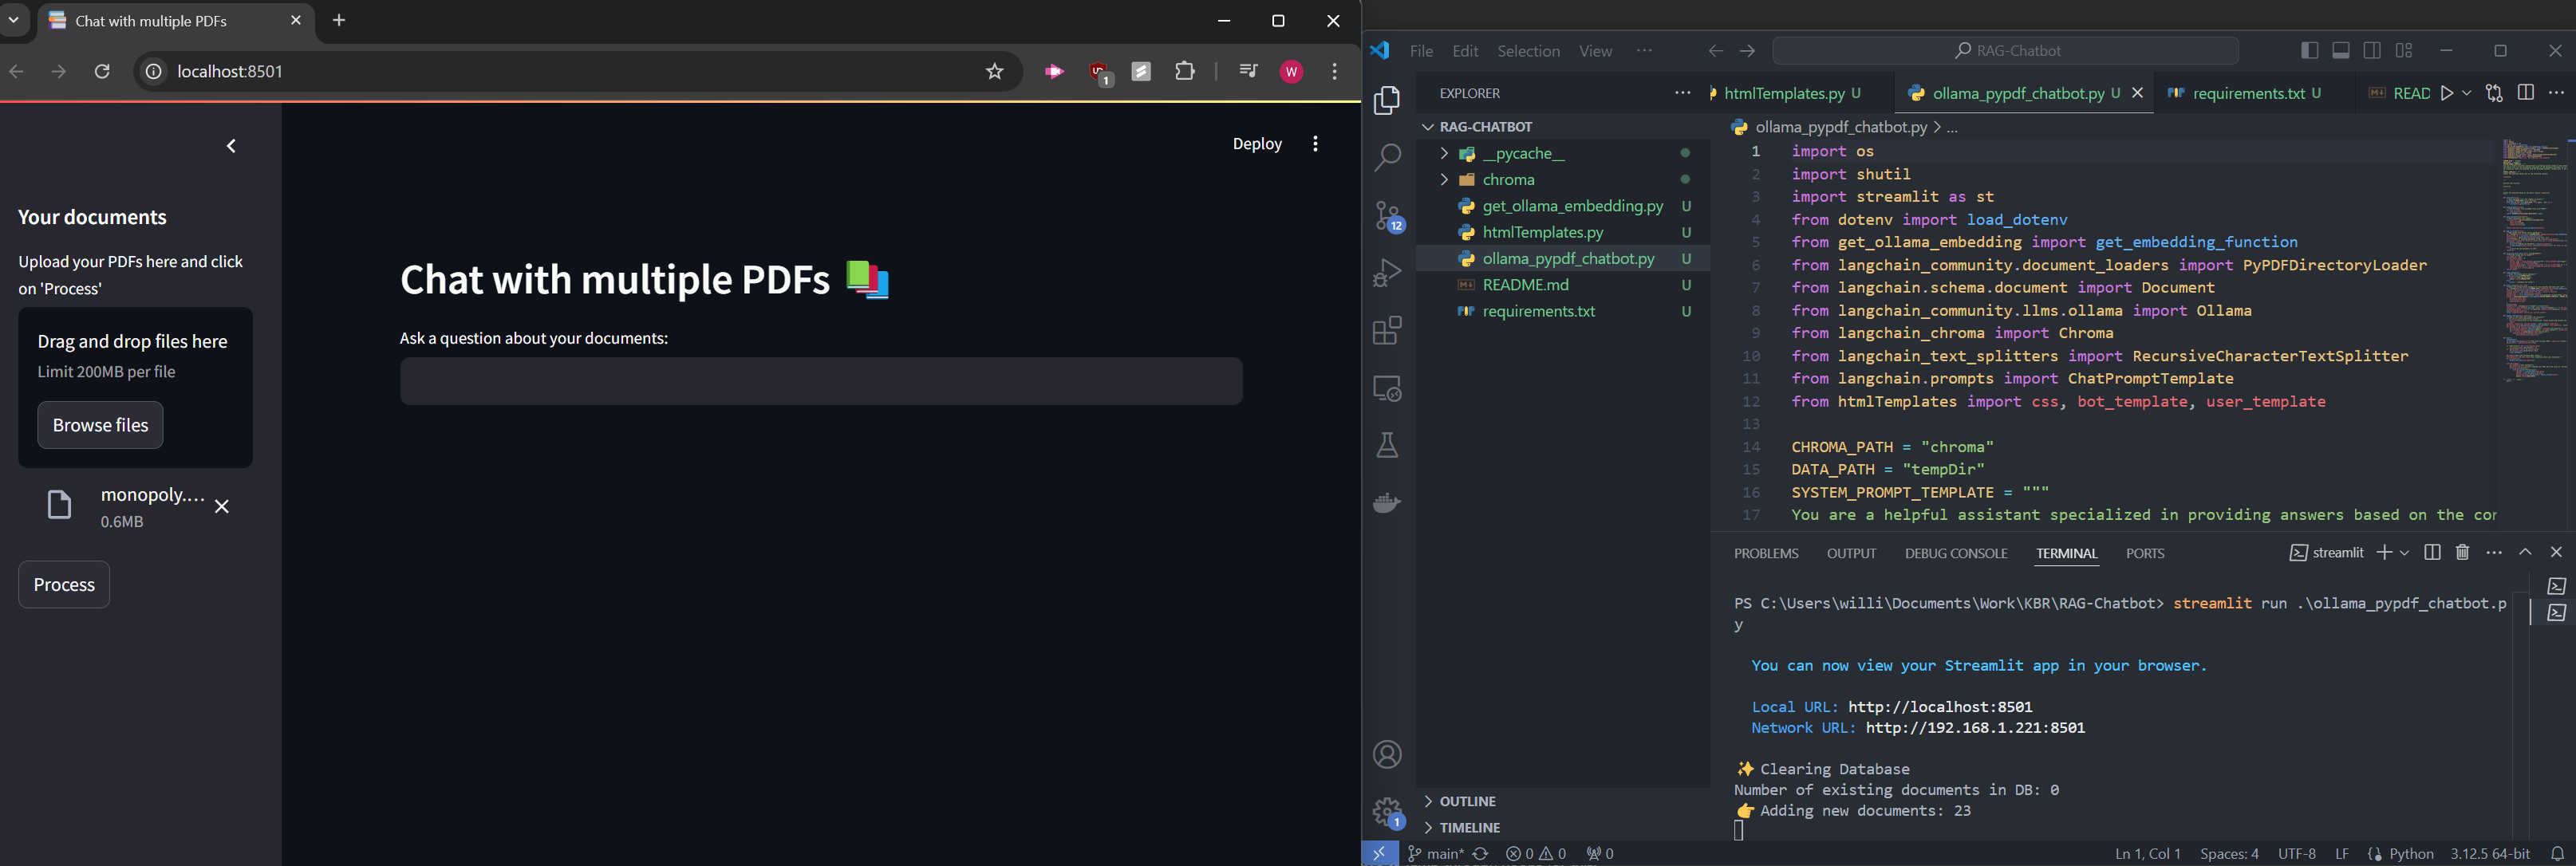 Chat with multiple PDFs
localhost:8501
1
W
Deploy
Your documents
Upload your PDFs here and click
on 'Process'
Drag and drop files here
Limit 200MB per file
Browse files
monopoly....
0.6MB
Process
Chat with multiple PDFs
Ask a question about your documents:
File Edit Selection View ...
RAG-Chatbot
EXPLORER
RAG-CHATBOT
__pycache__
chroma
get_ollama_embedding.py U
htmlTemplates.py U
ollama_pypdf_chatbot.py U
README.md U
requirements.txt U
OUTLINE
TIMELINE
12
1
htmlTemplates.py U
ollama_pypdf_chatbot.py U
requirements.txt U
READ
ollama_pypdf_chatbot.py > ...
1 import os
2 import shutil
3 import streamlit as st
4 from dotenv import load_dotenv
5 from get_ollama_embedding import get_embedding_function
6 from langchain_community.document_loaders import PyPDFDirectoryLoader
7 from langchain.schema.document import Document
8 from langchain_community.llms.ollama import Ollama
9 from langchain_chroma import Chroma
10 from langchain_text_splitters import RecursiveCharacterTextSplitter
11 from langchain.prompts import ChatPromptTemplate
12 from htmlTemplates import css, bot_template, user_template
13
14 CHROMA_PATH = "chroma"
15 DATA_PATH = "tempDir"
16 SYSTEM_PROMPT_TEMPLATE = """
17 You are a helpful assistant specialized in providing answers based on the cor
PROBLEMS OUTPUT DEBUG CONSOLE TERMINAL PORTS
streamlit
PS C:\Users\willi\Documents\Work\KBR\RAG-Chatbot> streamlit run .\ollama_pypdf_chatbot.p
y
You can now view your Streamlit app in your browser.
Local URL: http://localhost:8501
Network URL: http://192.168.1.221:8501
✨ Clearing Database
Number of existing documents in DB: 0
👉 Adding new documents: 23
main* 0 0 0
Ln 1, Col 1 Spaces: 4 UTF-8 LF Python 3.12.5 64-bit